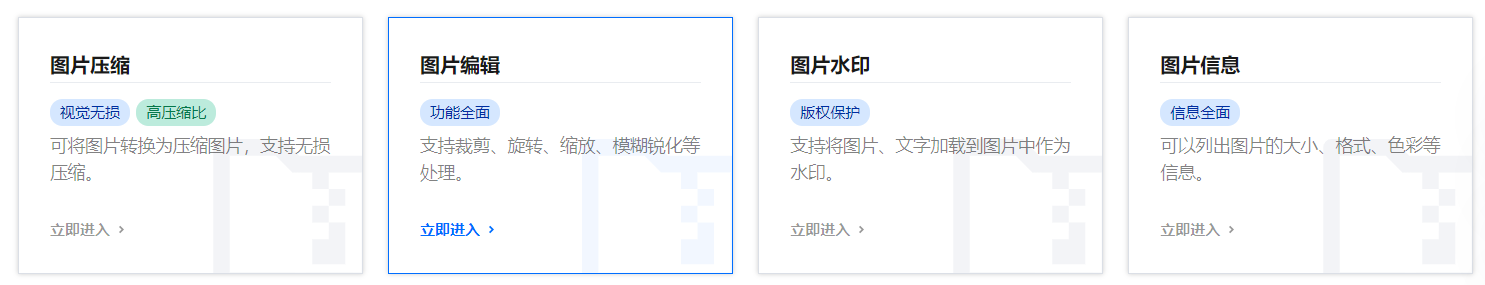 图片压缩
视觉无损 高压缩比
可将图片转换为压缩图片，支持无损
压缩。
立即进入 ›
图片编辑
功能全面
支持裁剪、旋转、缩放、模糊锐化等
处理。
立即进入 ›
图片水印
版权保护
支持将图片、文字加载到图片中作为
水印。
立即进入 ›
图片信息
信息全面
可以列出图片的大小、格式、色彩等
信息。
立即进入 ›